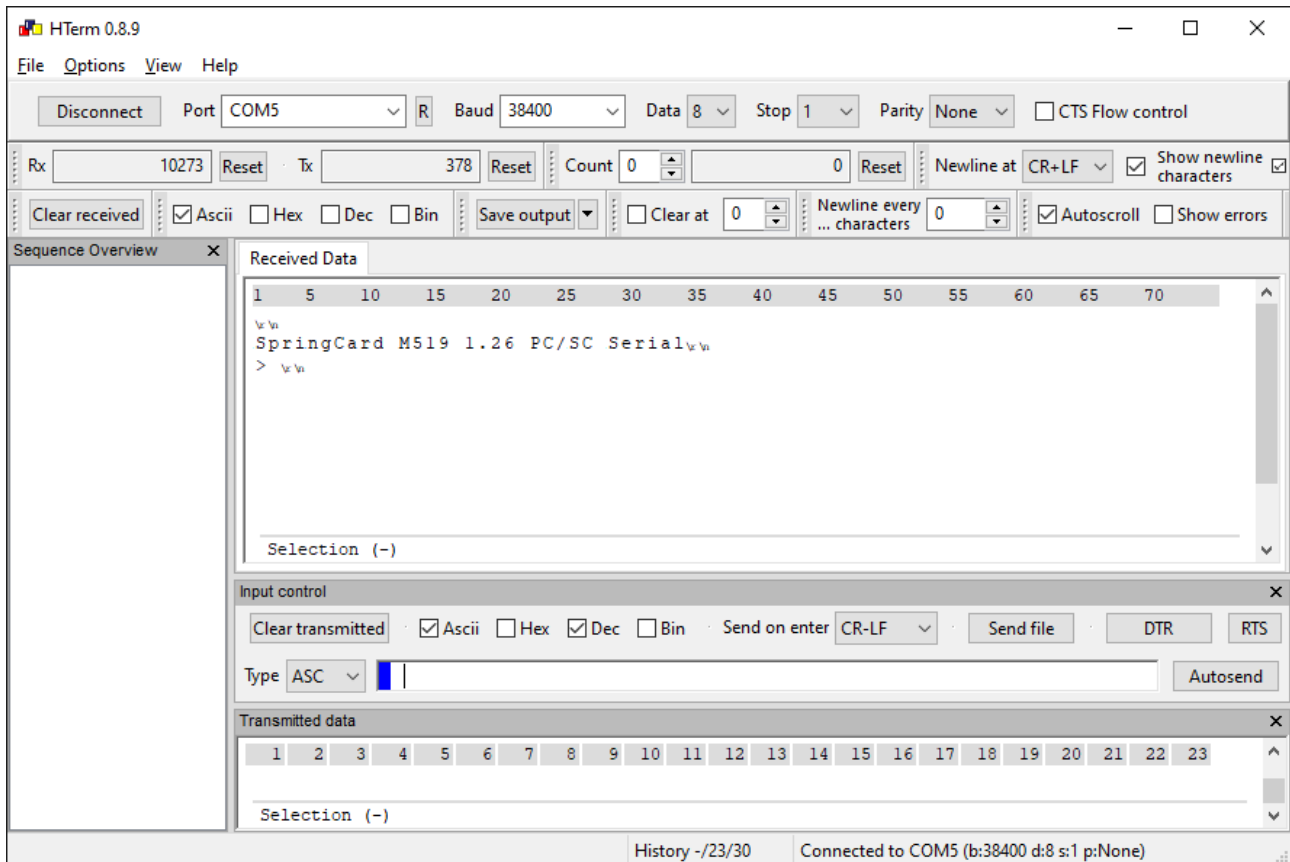 HTerm 0.8.9
File Options View Help
Disconnect Port COM5 R Baud 38400 Data 8 Stop 1 Parity None CTS Flow control
Rx 10273 Reset Tx 378 Reset Count 0 0 Reset Newline at CR+LF Show newline characters
Clear received Ascii Hex Dec Bin Save output Clear at 0 Newline every ... characters 0 Autoscroll Show errors
Sequence Overview
Received Data
1 5 10 15 20 25 30 35 40 45 50 55 60 65 70
\r\n
SpringCard M519 1.26 PC/SC Serial\r\n
> \r\n
Selection (-)
Input control
Clear transmitted Ascii Hex Dec Bin Send on enter CR-LF Send file DTR RTS
Type ASC Autosend
Transmitted data
1 2 3 4 5 6 7 8 9 10 11 12 13 14 15 16 17 18 19 20 21 22 23
Selection (-)
History -/23/30 Connected to COM5 (b:38400 d:8 s:1 p:None)